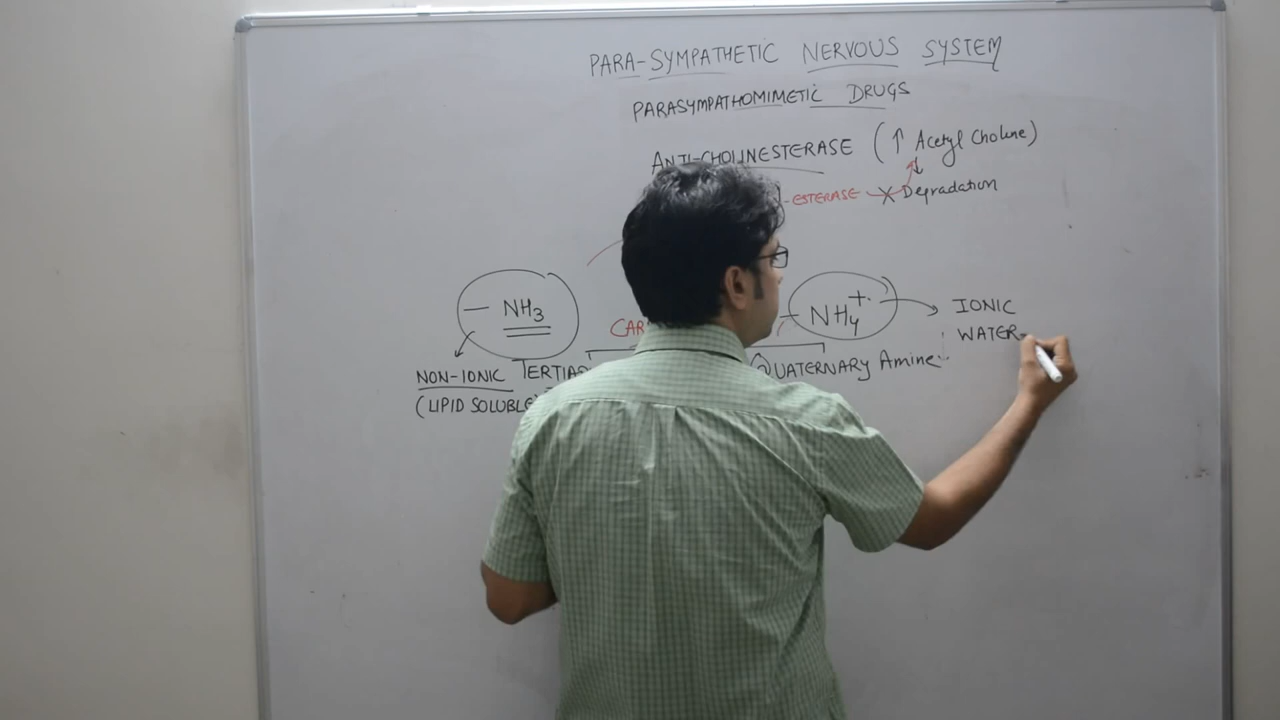 PARA-SYMPATHETIC NERVOUS SYSTEM
PARASYMPATHOMIMETIC DRUGS
ANTI-CHOLINESTERASE (↑ Acetyl Choline)
-ESTERASE X Degradation
- NH3
- NH4+
IONIC
CAR
WATER
NON-IONIC TERTIA
QUATERNARY Amine
(LIPID SOLUBLE